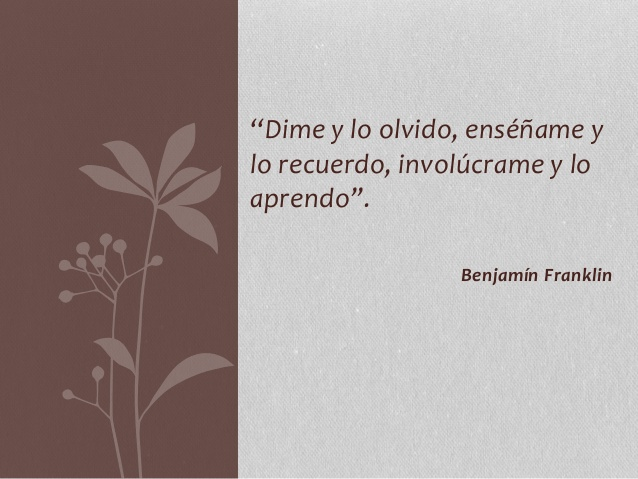 “Dime y lo olvido, enséñame y
lo recuerdo, involúcrame y lo
aprendo”.
Benjamín Franklin